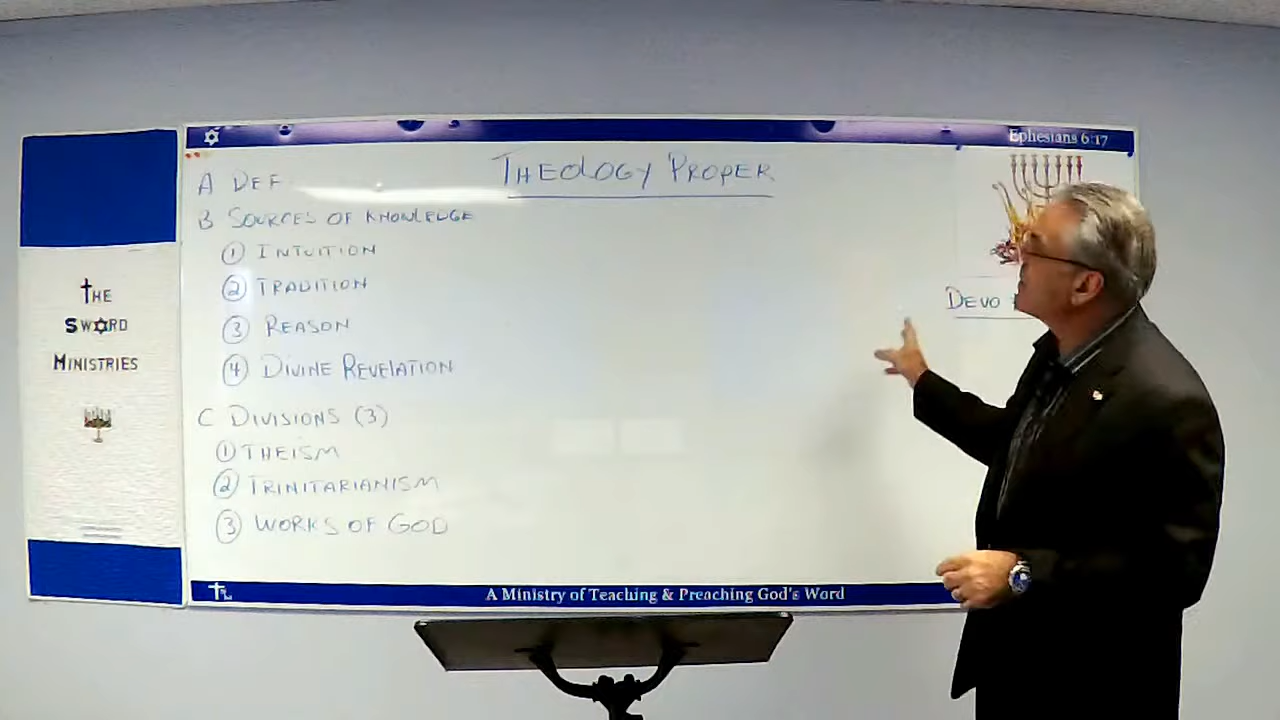 THE
SWORD
MINISTRIES
Ephesians 6:17
THEOLOGY PROPER
A DEF
B SOURCES OF KNOWLEDGE
① INTUITION
② TRADITION
③ REASON
④ DIVINE REVELATION
C DIVISIONS (3)
① THEISM
② TRINITARIANISM
③ WORKS OF GOD
DEVO
A Ministry of Teaching & Preaching God's Word